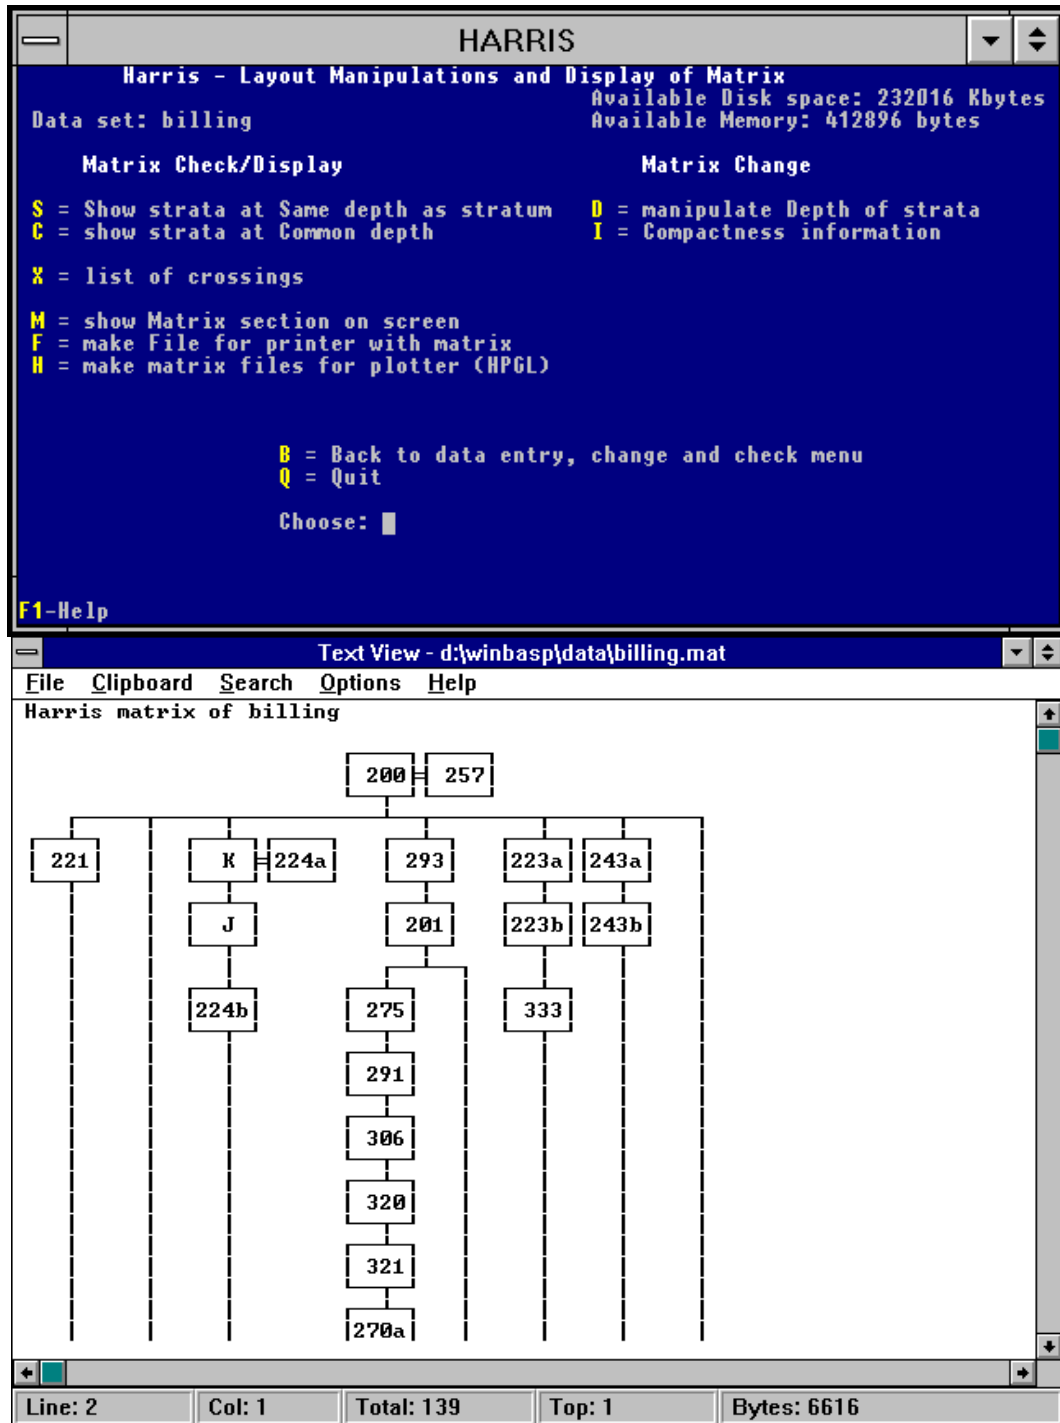 HARRIS
Harris - Layout Manipulations and Display of Matrix
Available Disk space: 232016 Kbytes
Data set: billing Available Memory: 412896 bytes
Matrix Check/Display Matrix Change
S = Show strata at Same depth as stratum D = manipulate Depth of strata
C = show strata at Common depth I = Compactness information
X = list of crossings
M = show Matrix section on screen
F = make File for printer with matrix
H = make matrix files for plotter (HPGL)
B = Back to data entry, change and check menu
Q = Quit
Choose:
F1-Help
Text View - d:\winbasp\data\billing.mat
File Clipboard Search Options Help
Harris matrix of billing
200 = 257
221 K = 224a 293 223a 243a
J 201 223b 243b
224b 275 333
291
306
320
321
270a
Line: 2 Col: 1 Total: 139 Top: 1 Bytes: 6616